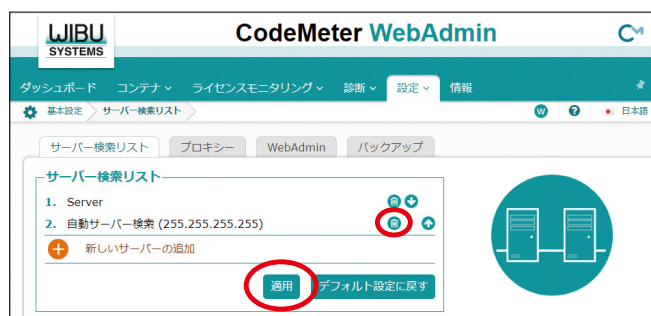 WIBU
SYSTEMS
CodeMeter WebAdmin
ダッシュボード コンテナ ライセンスモニタリング 診断 設定 情報
基本設定 サーバー検索リスト W ? 日本語
サーバー検索リスト プロキシー WebAdmin バックアップ
サーバー検索リスト
1. Server
2. 自動サーバー検索 (255.255.255.255)
新しいサーバーの追加
適用 デフォルト設定に戻す